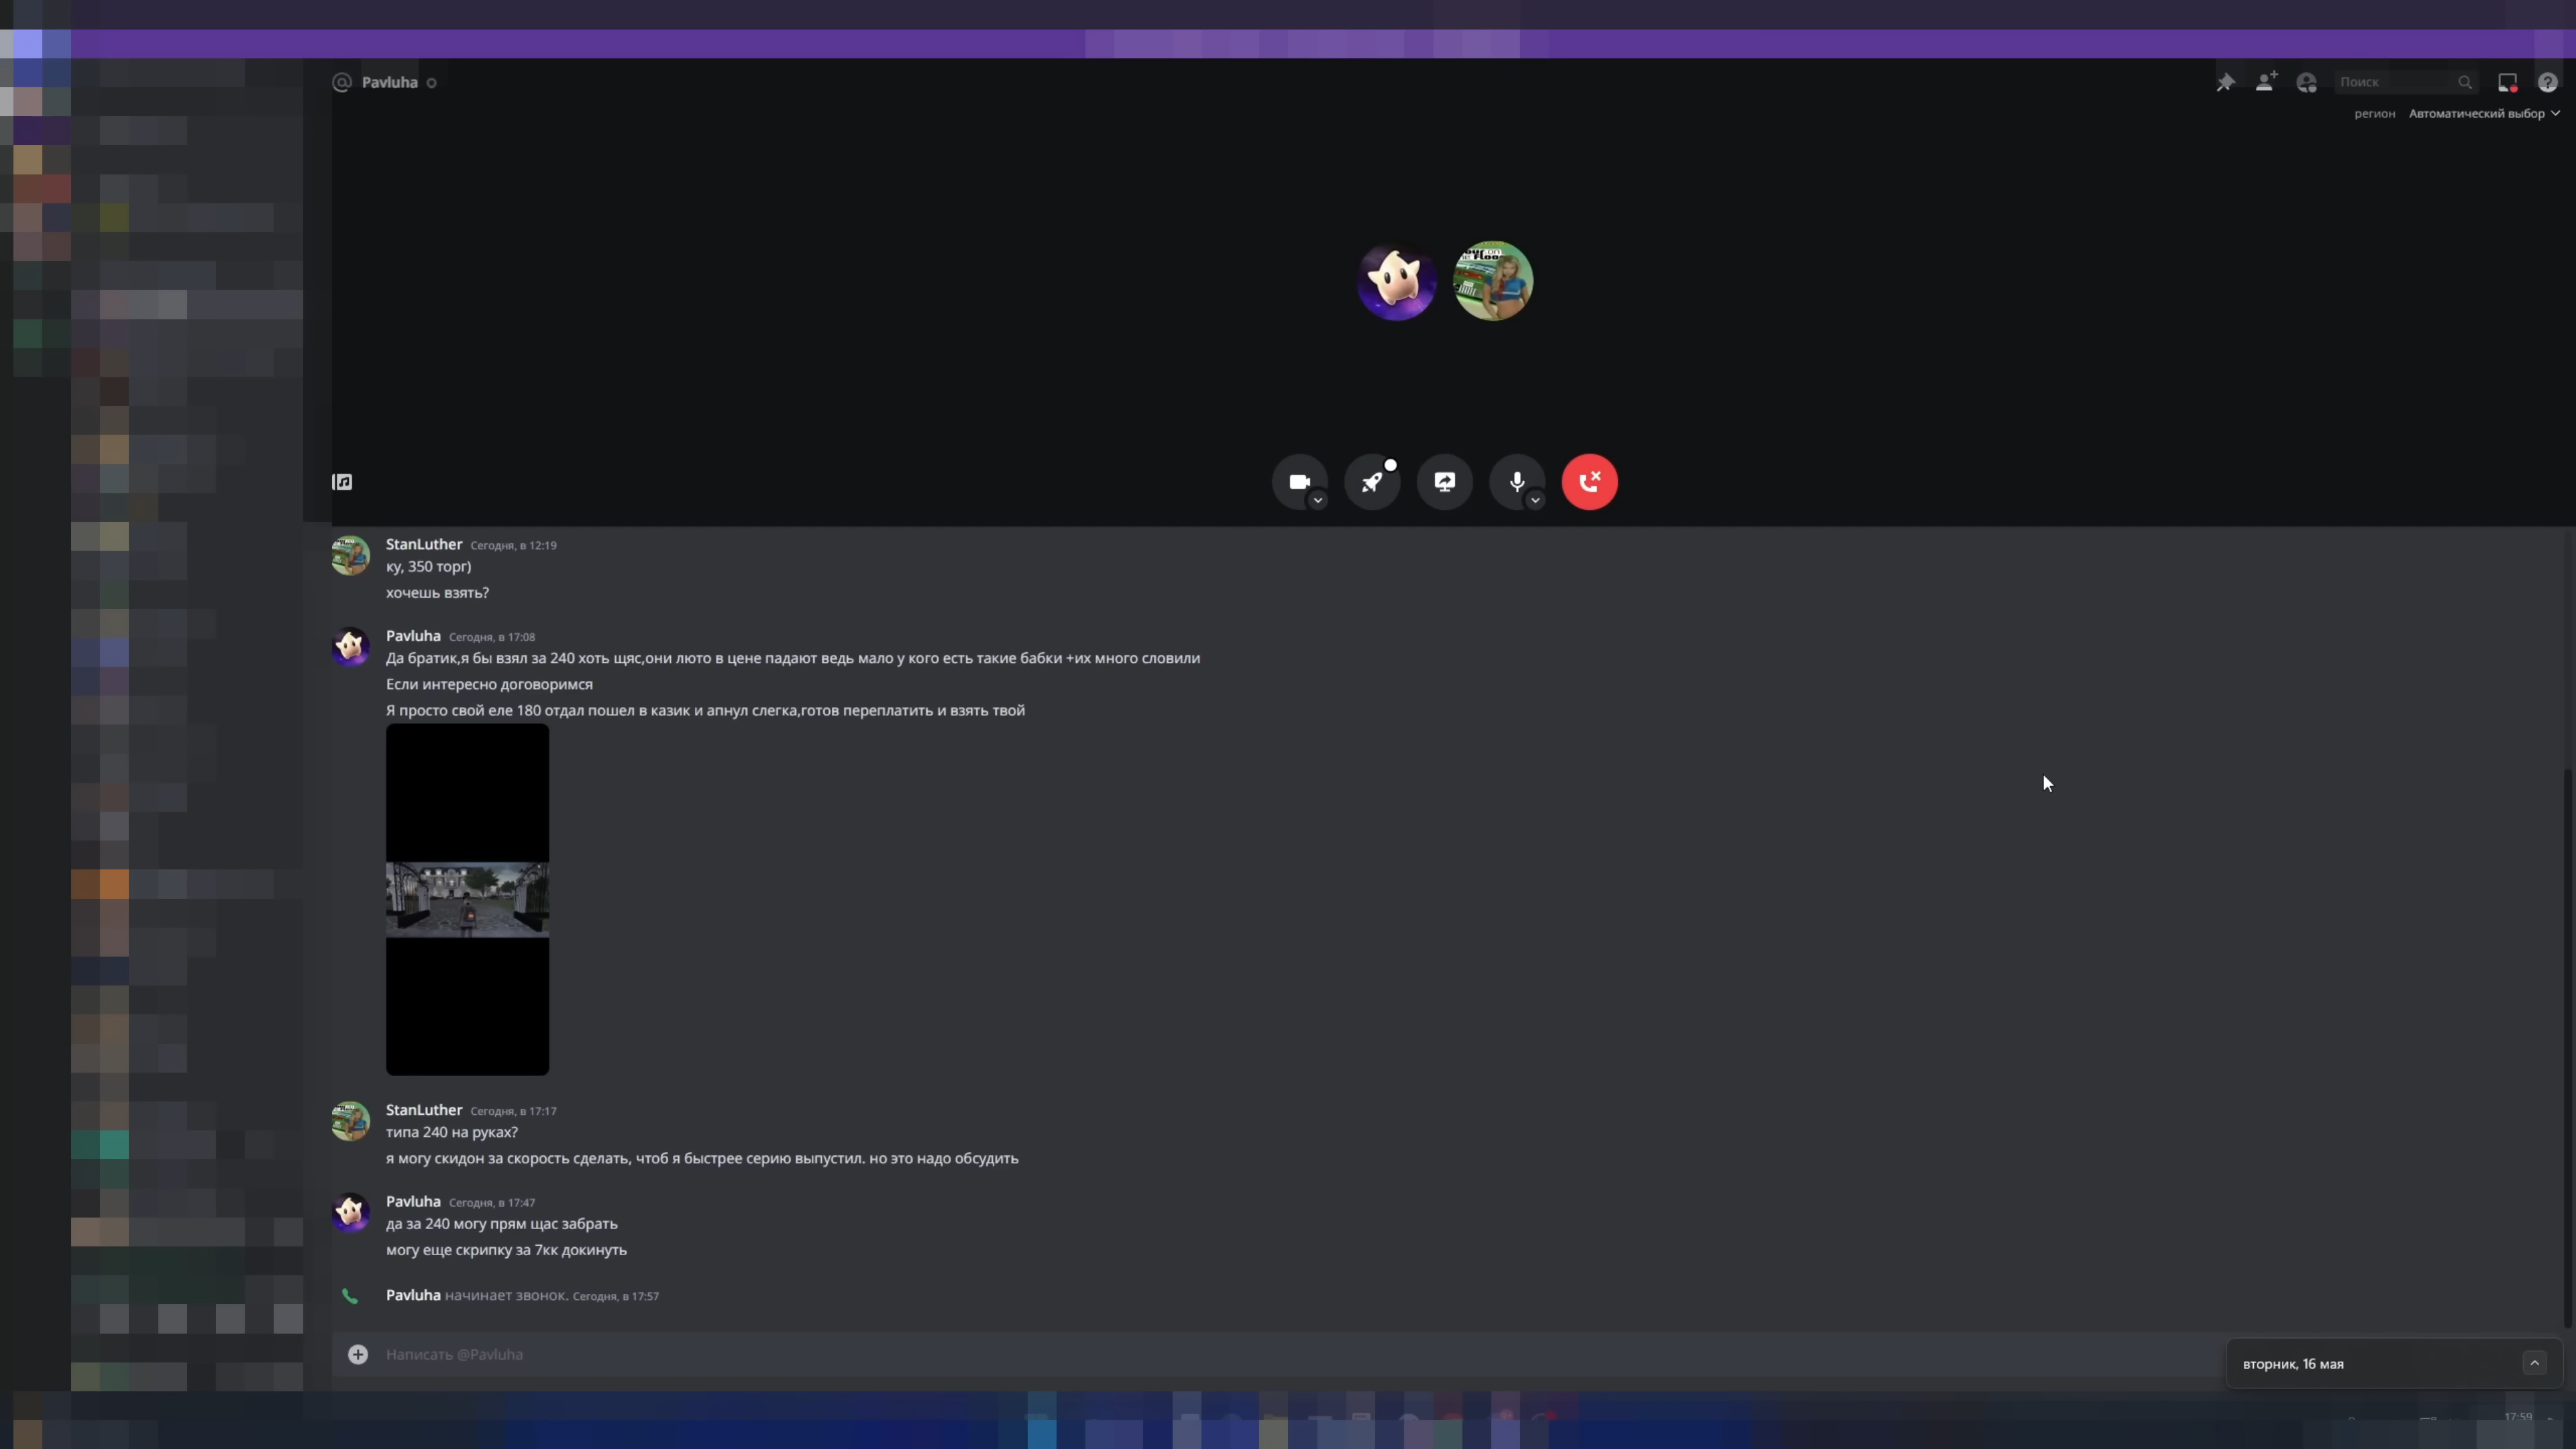 Pavluha
Поиск
регион Автоматический выбор
StanLuther Сегодня, в 12:19
ку, 350 торг)
хочешь взять?
Pavluha Сегодня, в 17:08
Да братик,я бы взял за 240 хоть щяс,они люто в цене падают ведь мало у кого есть такие бабки +их много словили
Если интересно договоримся
Я просто свой еле 180 отдал пошел в казик и апнул слегка,готов переплатить и взять твой
StanLuther Сегодня, в 17:17
типа 240 на руках?
я могу скидон за скорость сделать, чтоб я быстрее серию выпустил. но это надо обсудить
Pavluha Сегодня, в 17:47
да за 240 могу прям щас забрать
могу еще скрипку за 7кк докинуть
Pavluha начинает звонок. Сегодня, в 17:57
Написать @Pavluha
вторник, 16 мая
17:59